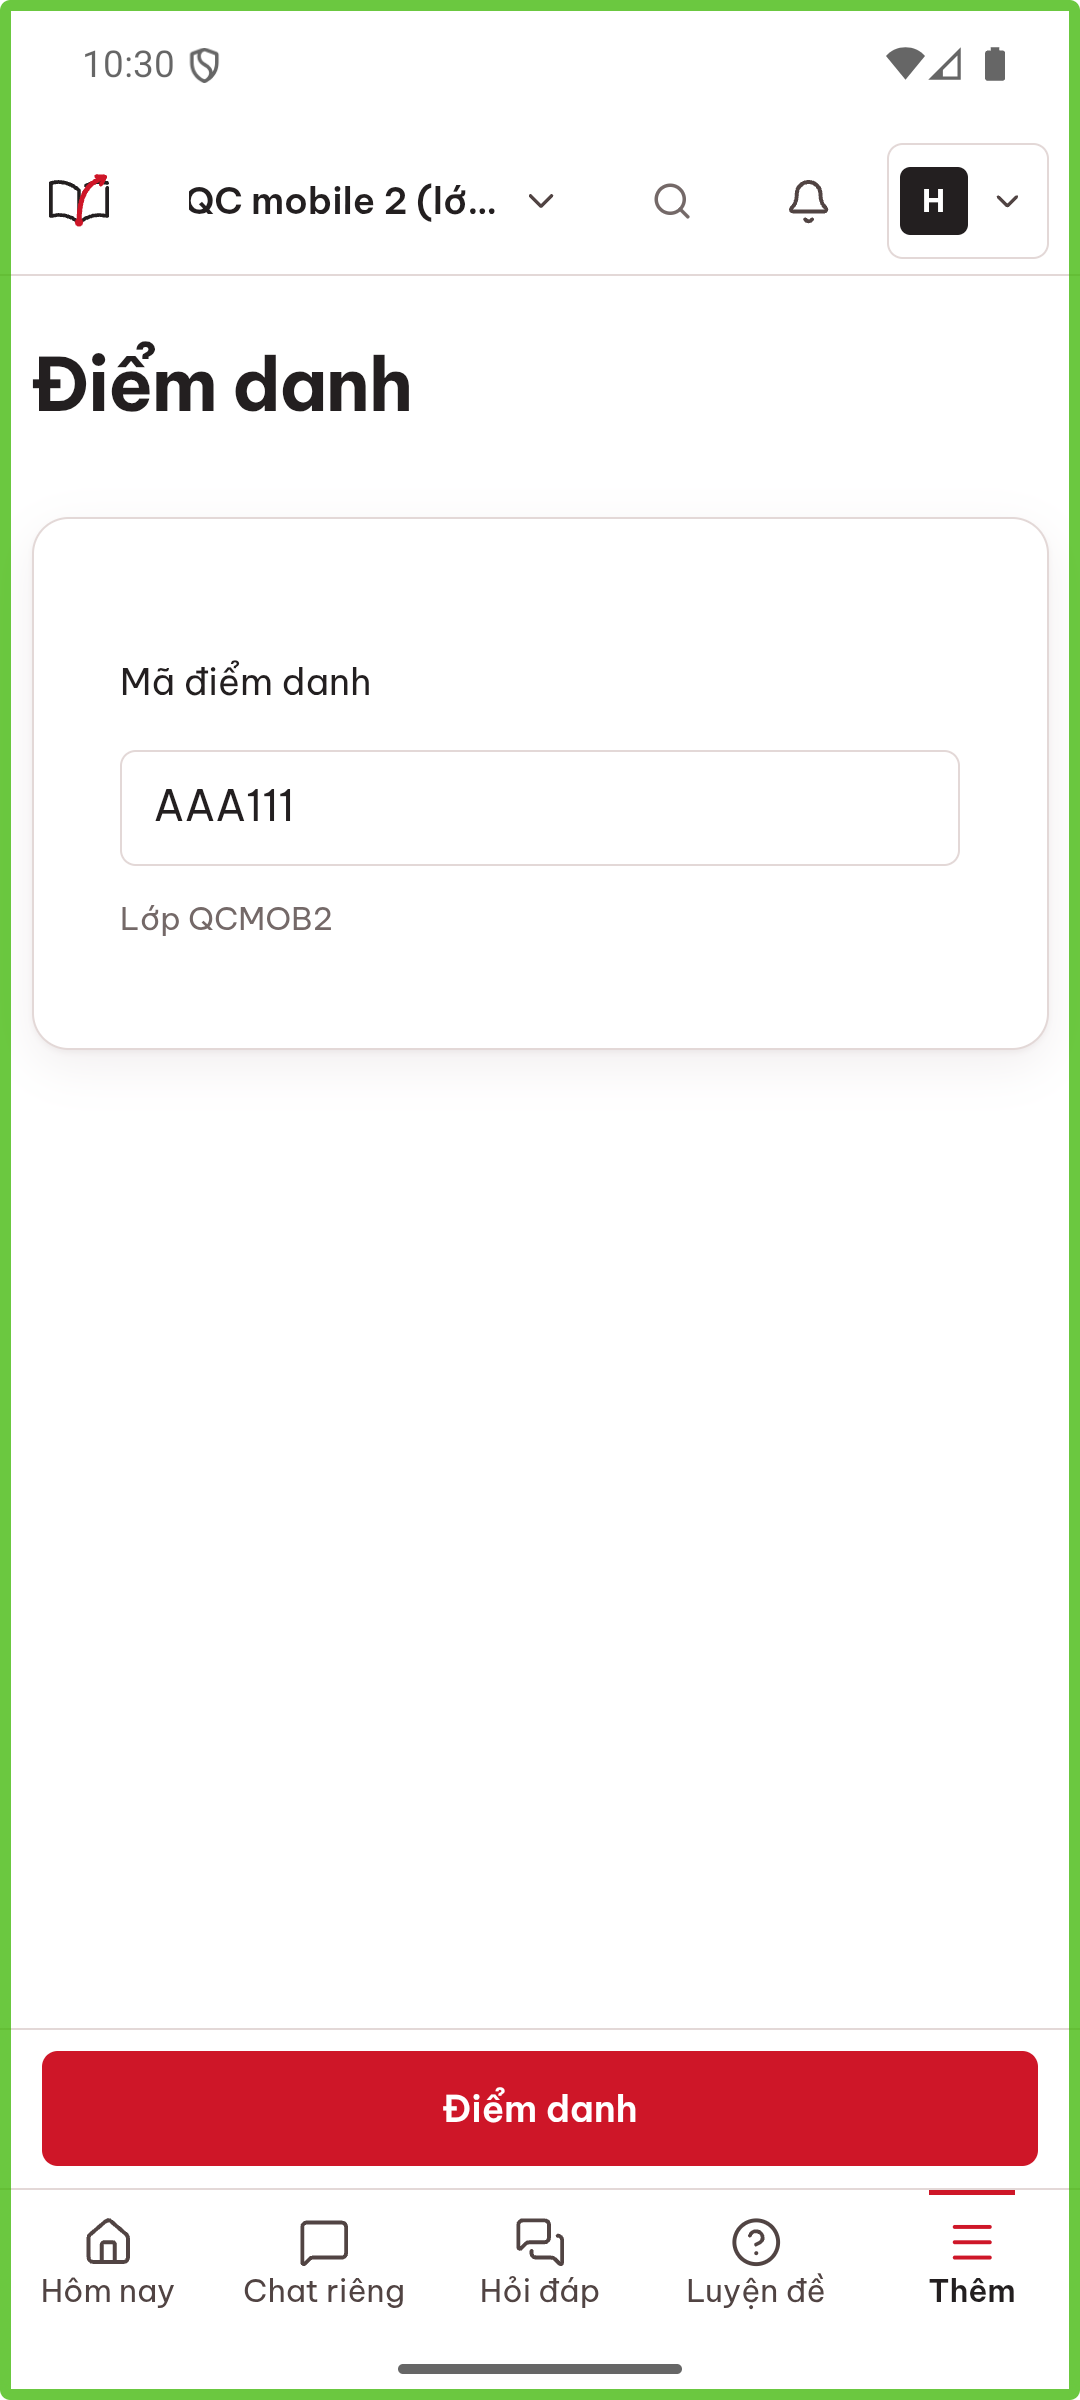 10:30
QC mobile 2 (lớ...
H
Điểm danh
Mã điểm danh
AAA111
Lớp QCMOB2
Điểm danh
Hôm nay
Chat riêng
Hỏi đáp
Luyện đề
Thêm